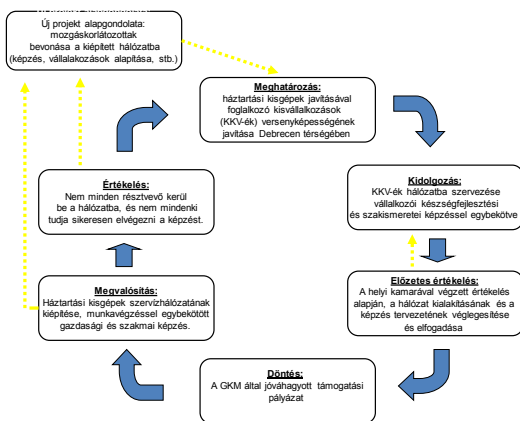 Új projekt alapgondolata:
mozgáskorlátozottak
bevonása a kiépített hálózatba
(képzés, vállalakozások alapítása, stb.)
Meghatározás:
háztartási kisgépek javításával
foglalkozó kisvállalkozások
(KKV-ék) versenyképességének
javítása Debrecen térségében
Kidolgozás:
KKV-ék hálózatba szervezése
vállalkozói készségfejlesztési
és szakismeretei képzéssel egybekötve
Előzetes értékelés:
A helyi kamarával végzett értékelés
alapján, a hálózat kialakításának és a
képzés tervezetének véglegesítése
és elfogadása
Döntés:
A GKM által jóváhagyott támogatási
pályázat
Megvalósítás:
Háztartási kisgépek szervízhálózatának
kiépítése, munkavégzéssel egybekötött
gazdasági és szakmai képzés.
Értékelés:
Nem minden résztvevő kerül
be a hálózatba, és nem mindenki
tudja sikeresen elvégezni a képzést.